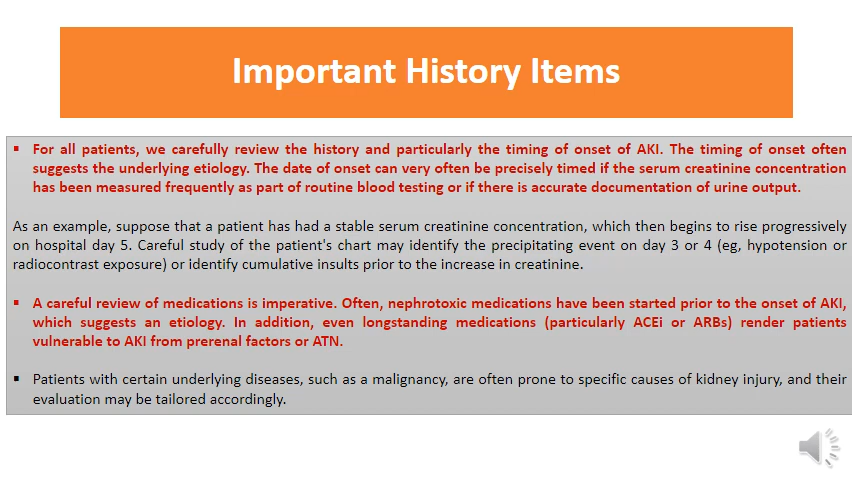 Important History Items
▪ For all patients, we carefully review the history and particularly the timing of onset of AKI. The timing of onset often
suggests the underlying etiology. The date of onset can very often be precisely timed if the serum creatinine concentration
has been measured frequently as part of routine blood testing or if there is accurate documentation of urine output.
As an example, suppose that a patient has had a stable serum creatinine concentration, which then begins to rise progressively
on hospital day 5. Careful study of the patient's chart may identify the precipitating event on day 3 or 4 (eg, hypotension or
radiocontrast exposure) or identify cumulative insults prior to the increase in creatinine.
▪ A careful review of medications is imperative. Often, nephrotoxic medications have been started prior to the onset of AKI,
which suggests an etiology. In addition, even longstanding medications (particularly ACEi or ARBs) render patients
vulnerable to AKI from prerenal factors or ATN.
▪ Patients with certain underlying diseases, such as a malignancy, are often prone to specific causes of kidney injury, and their
evaluation may be tailored accordingly.